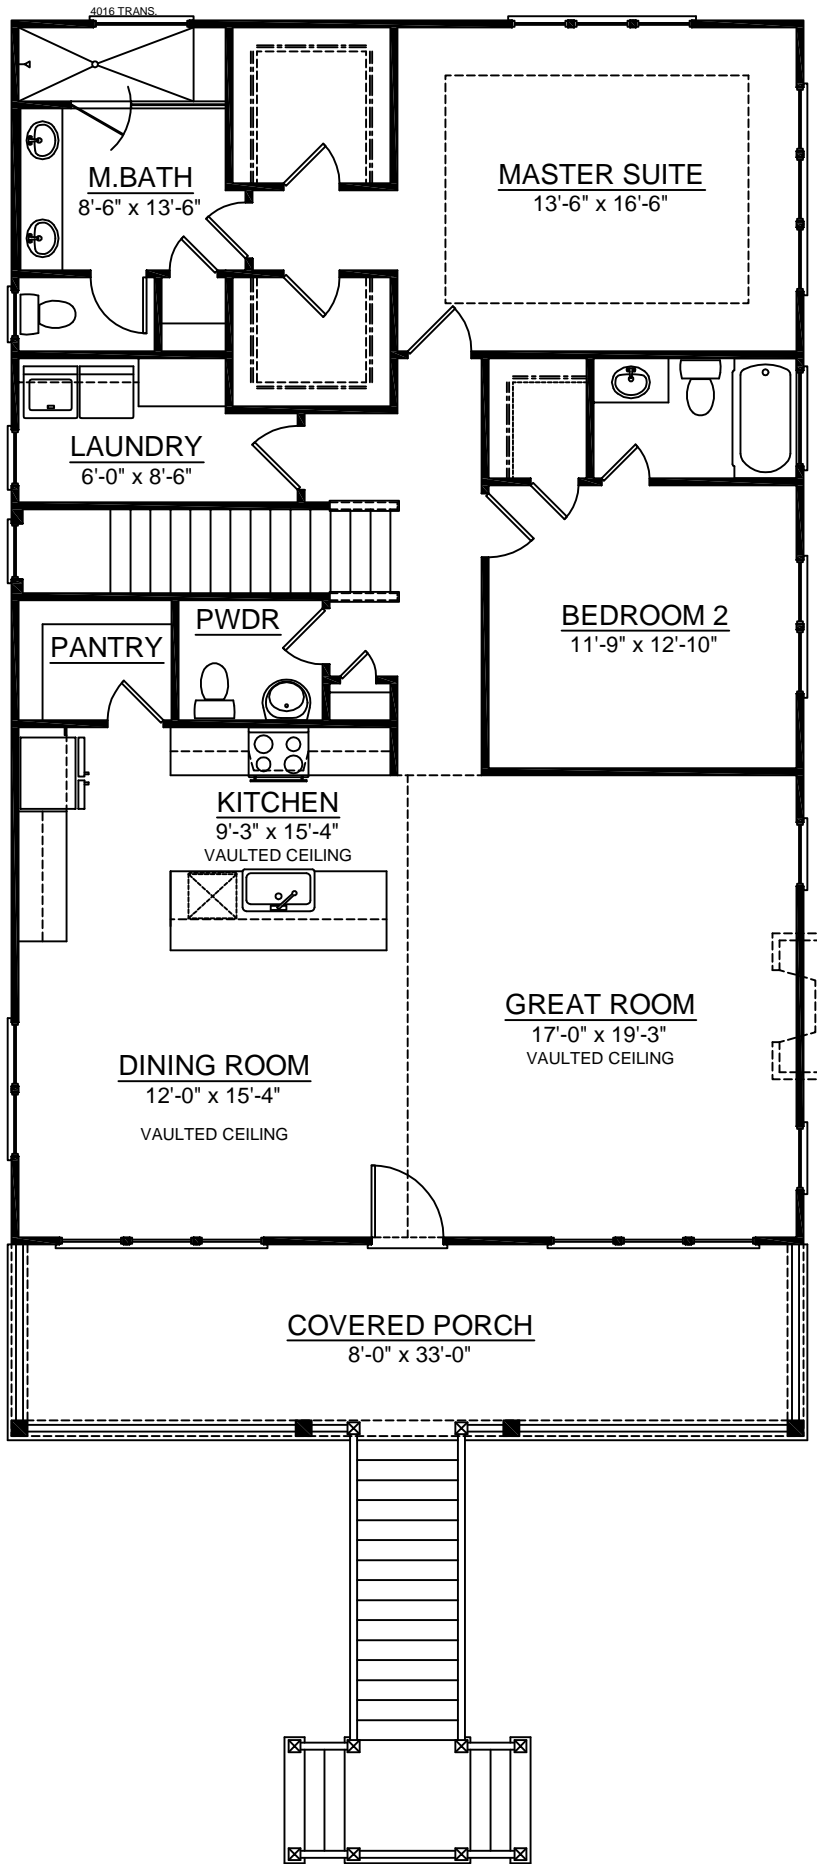 4016 TRANS.
M.BATH
8'-6" x 13'-6"
MASTER SUITE
13'-6" x 16'-6"
LAUNDRY
6'-0" x 8'-6"
PWDR
PANTRY
BEDROOM 2
11'-9" x 12'-10"
KITCHEN
9'-3" x 15'-4"
VAULTED CEILING
GREAT ROOM
17'-0" x 19'-3"
VAULTED CEILING
DINING ROOM
12'-0" x 15'-4"
VAULTED CEILING
COVERED PORCH
8'-0" x 33'-0"